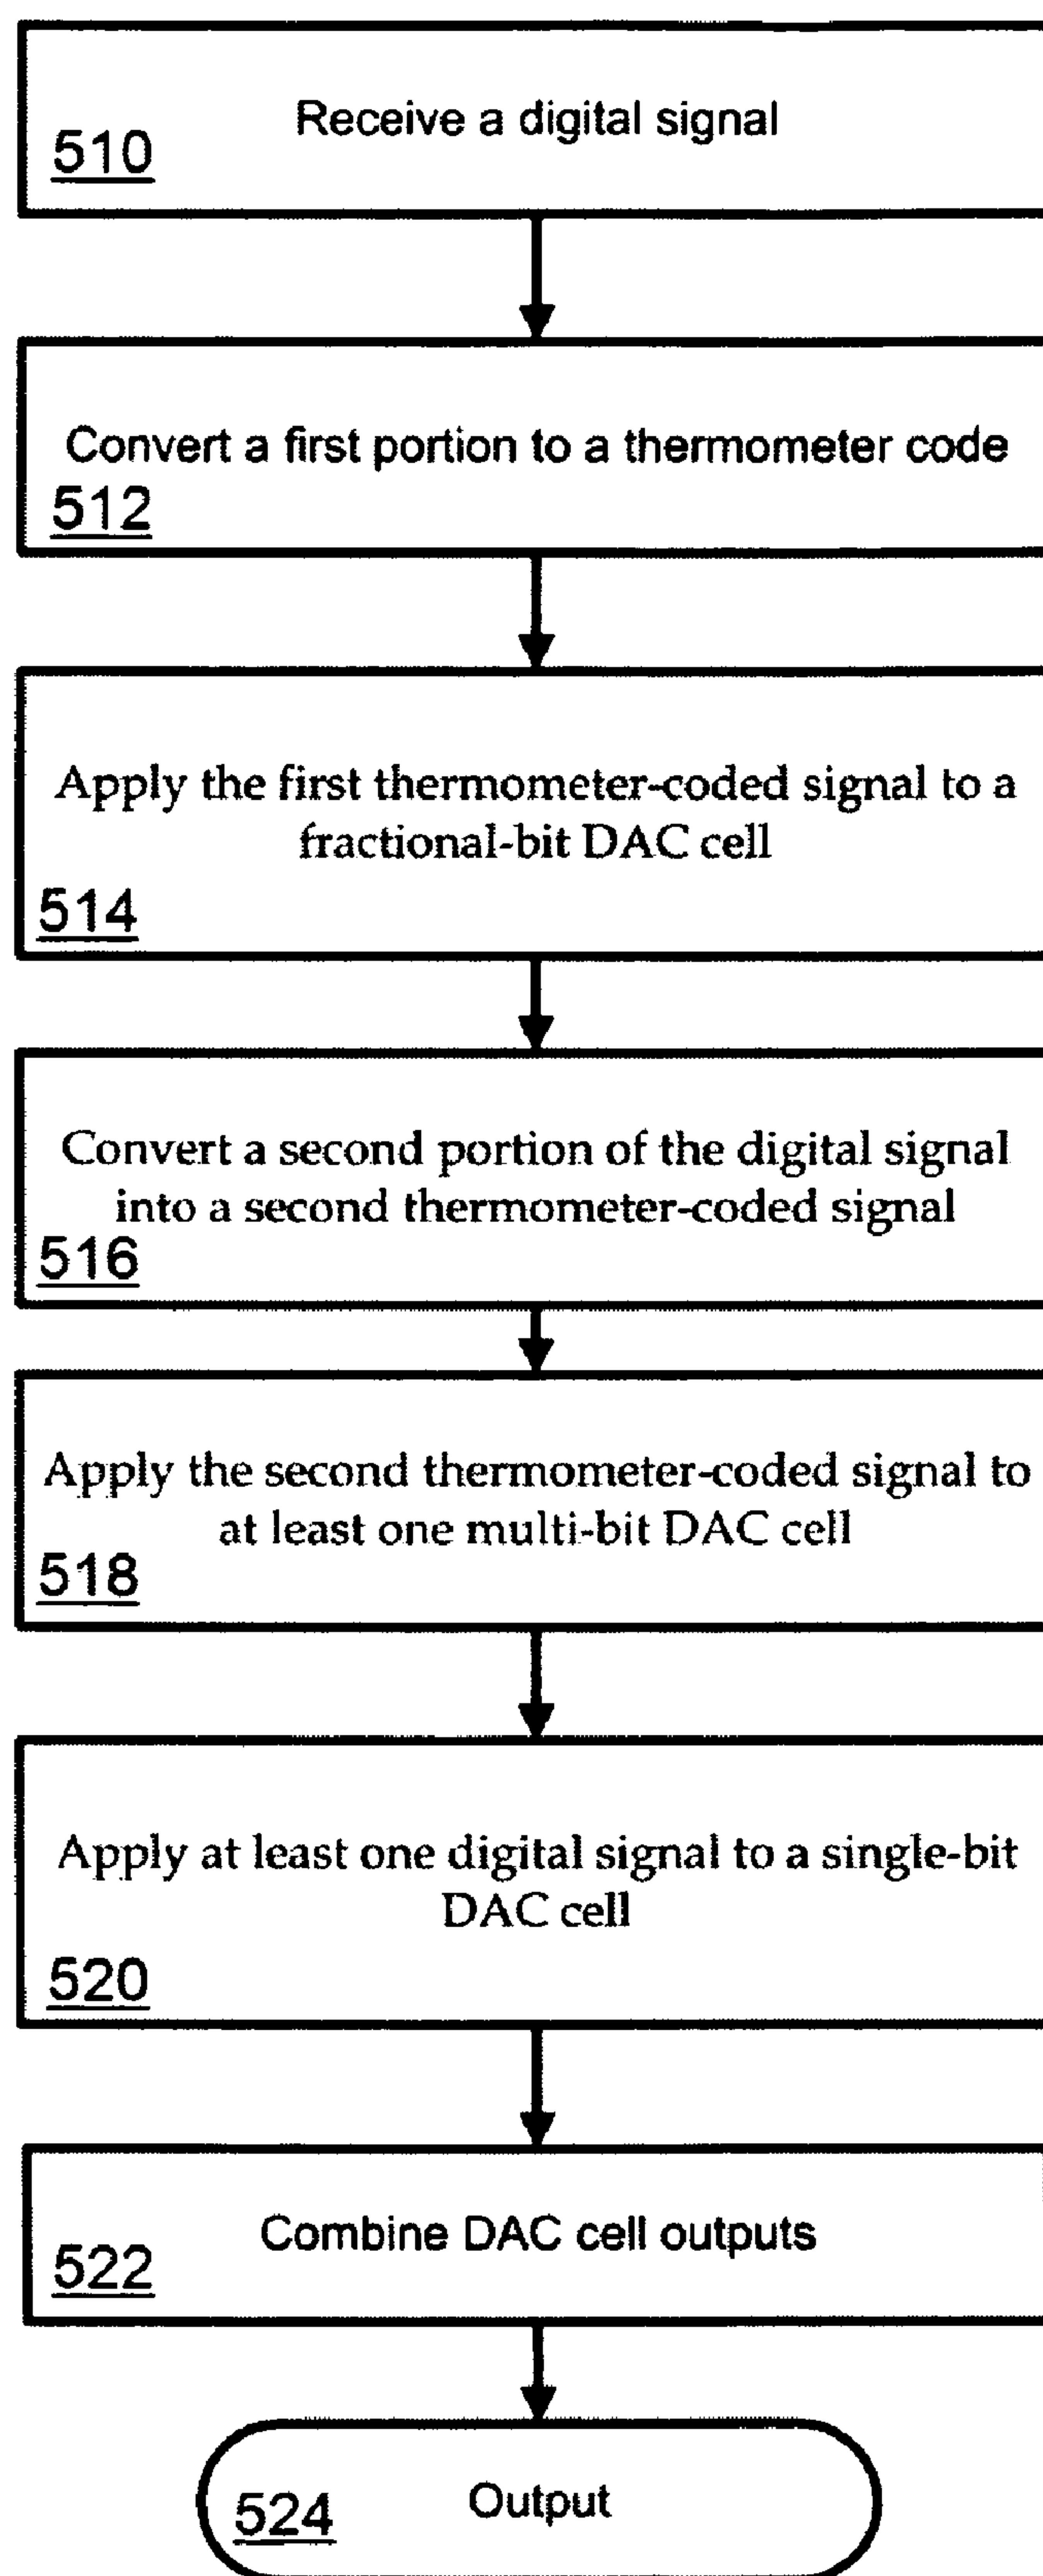 Receive a digital signal
510
Convert a first portion to a thermometer code
512
Apply the first thermometer-coded signal to a
fractional-bit DAC cell
514
Convert a second portion of the digital signal
into a second thermometer-coded signal
516
Apply the second thermometer-coded signal to
at least one multi-bit DAC cell
518
Apply at least one digital signal to a single-bit
DAC cell
520
Combine DAC cell outputs
522
Output
524